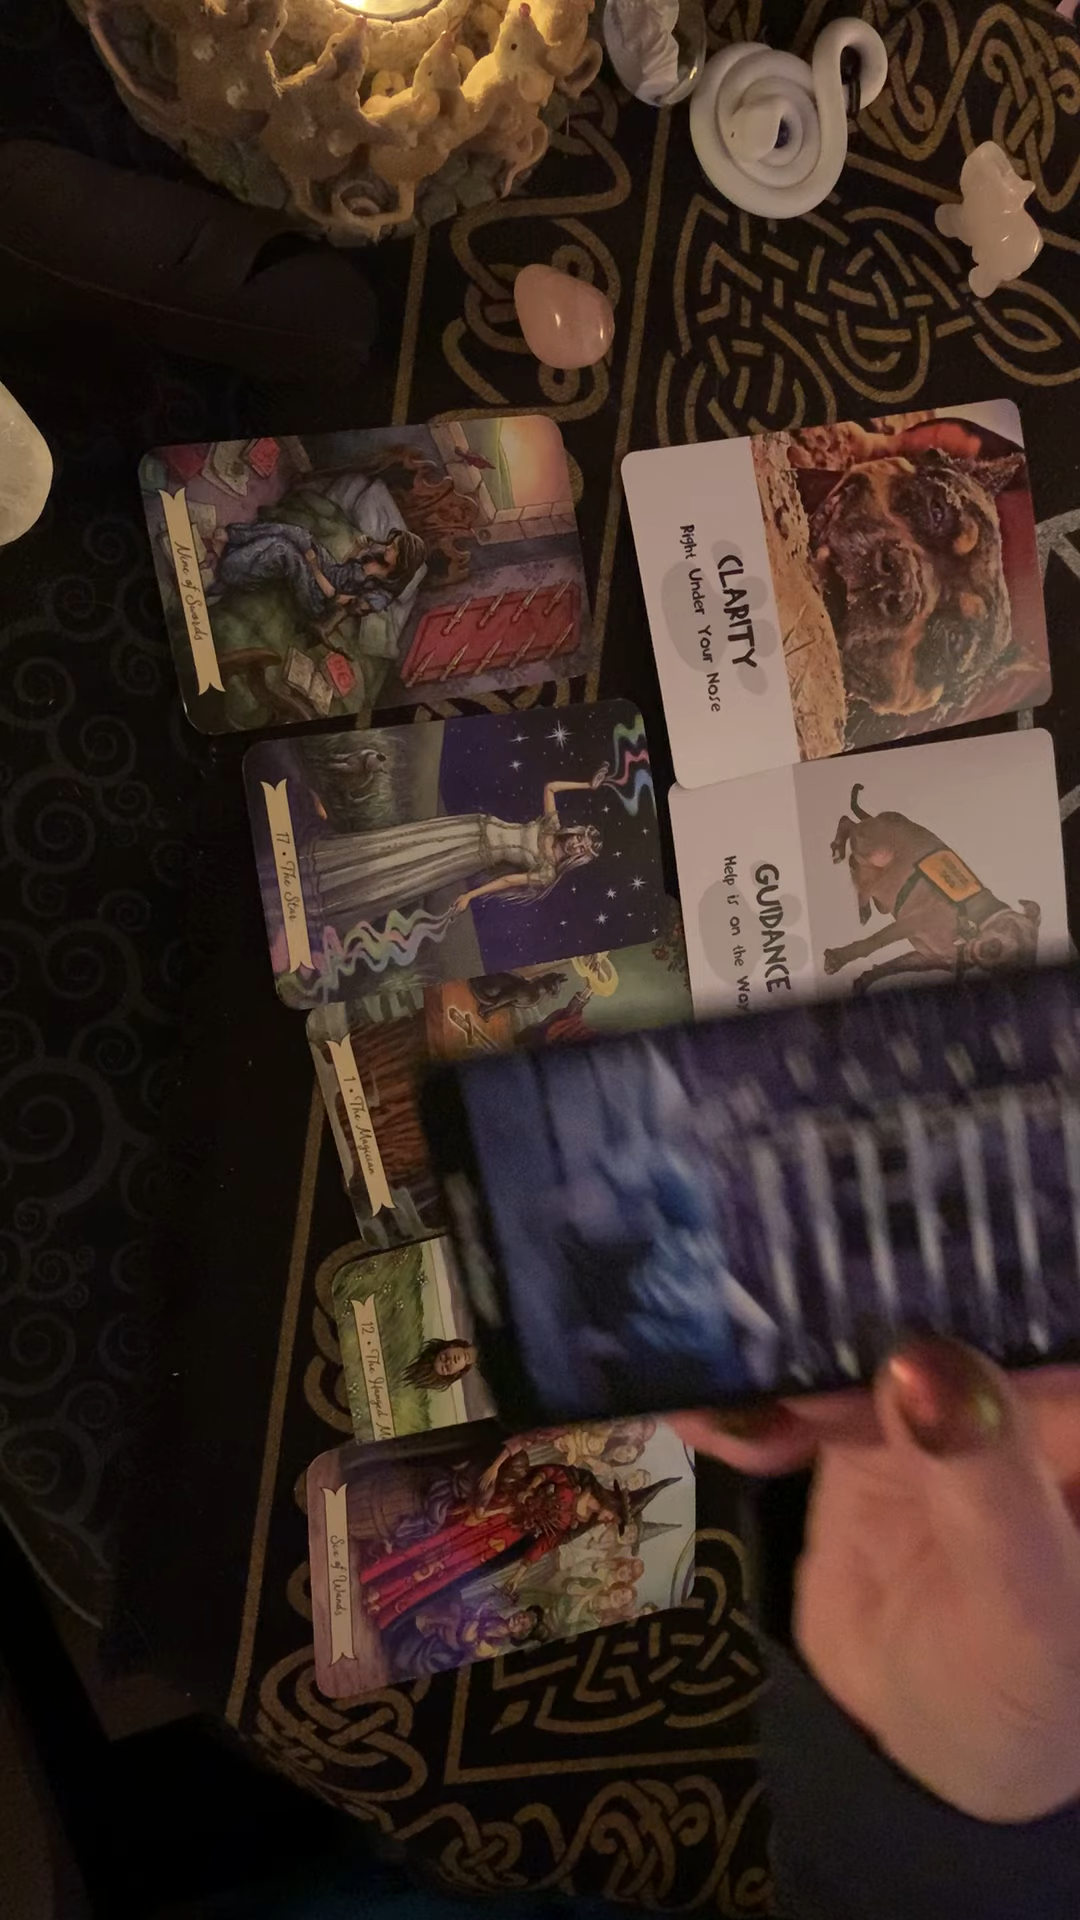 Nine of Swords
17 • The Star
1 • The Magician
12 • The Hanged M
Six of Wands
CLARITY
Right Under Your Nose
GUIDANCE
Help is on the Way